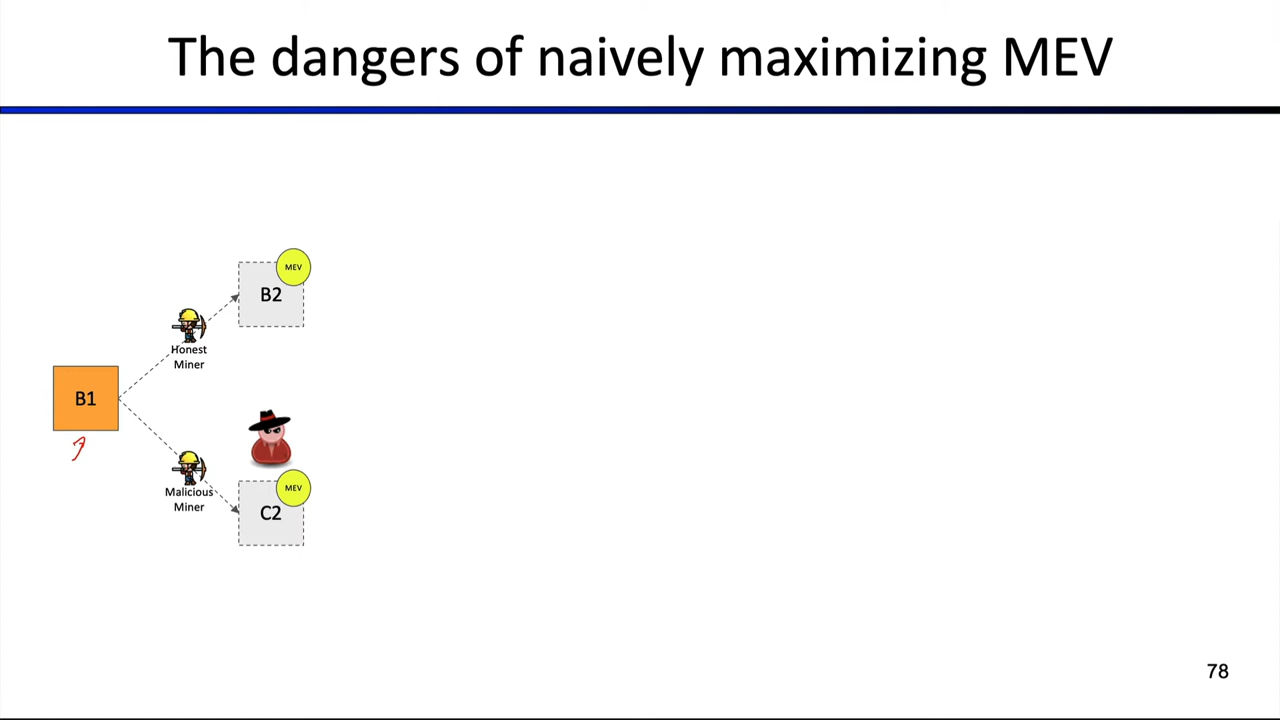 The dangers of naively maximizing MEV
MEV
B2
Honest
Miner
B1
Malicious
Miner
MEV
C2
78